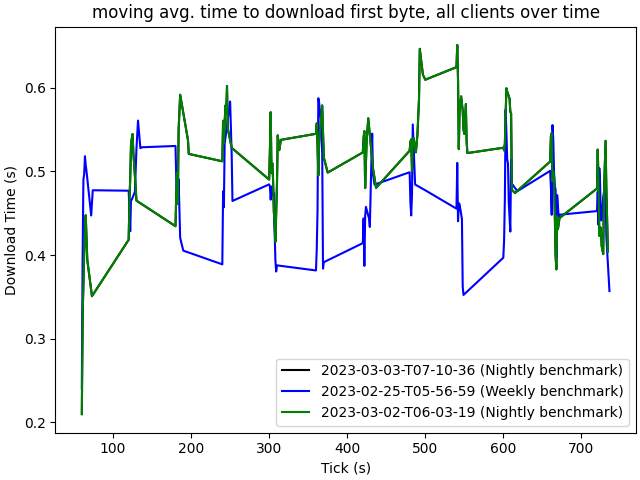 moving avg. time to download first byte, all clients over time
Download Time (s)
0.6
0.5
0.4
0.3
0.2
2023-03-03-T07-10-36 (Nightly benchmark)
2023-02-25-T05-56-59 (Weekly benchmark)
2023-03-02-T06-03-19 (Nightly benchmark)
100 200 300 400 500 600 700
Tick (s)